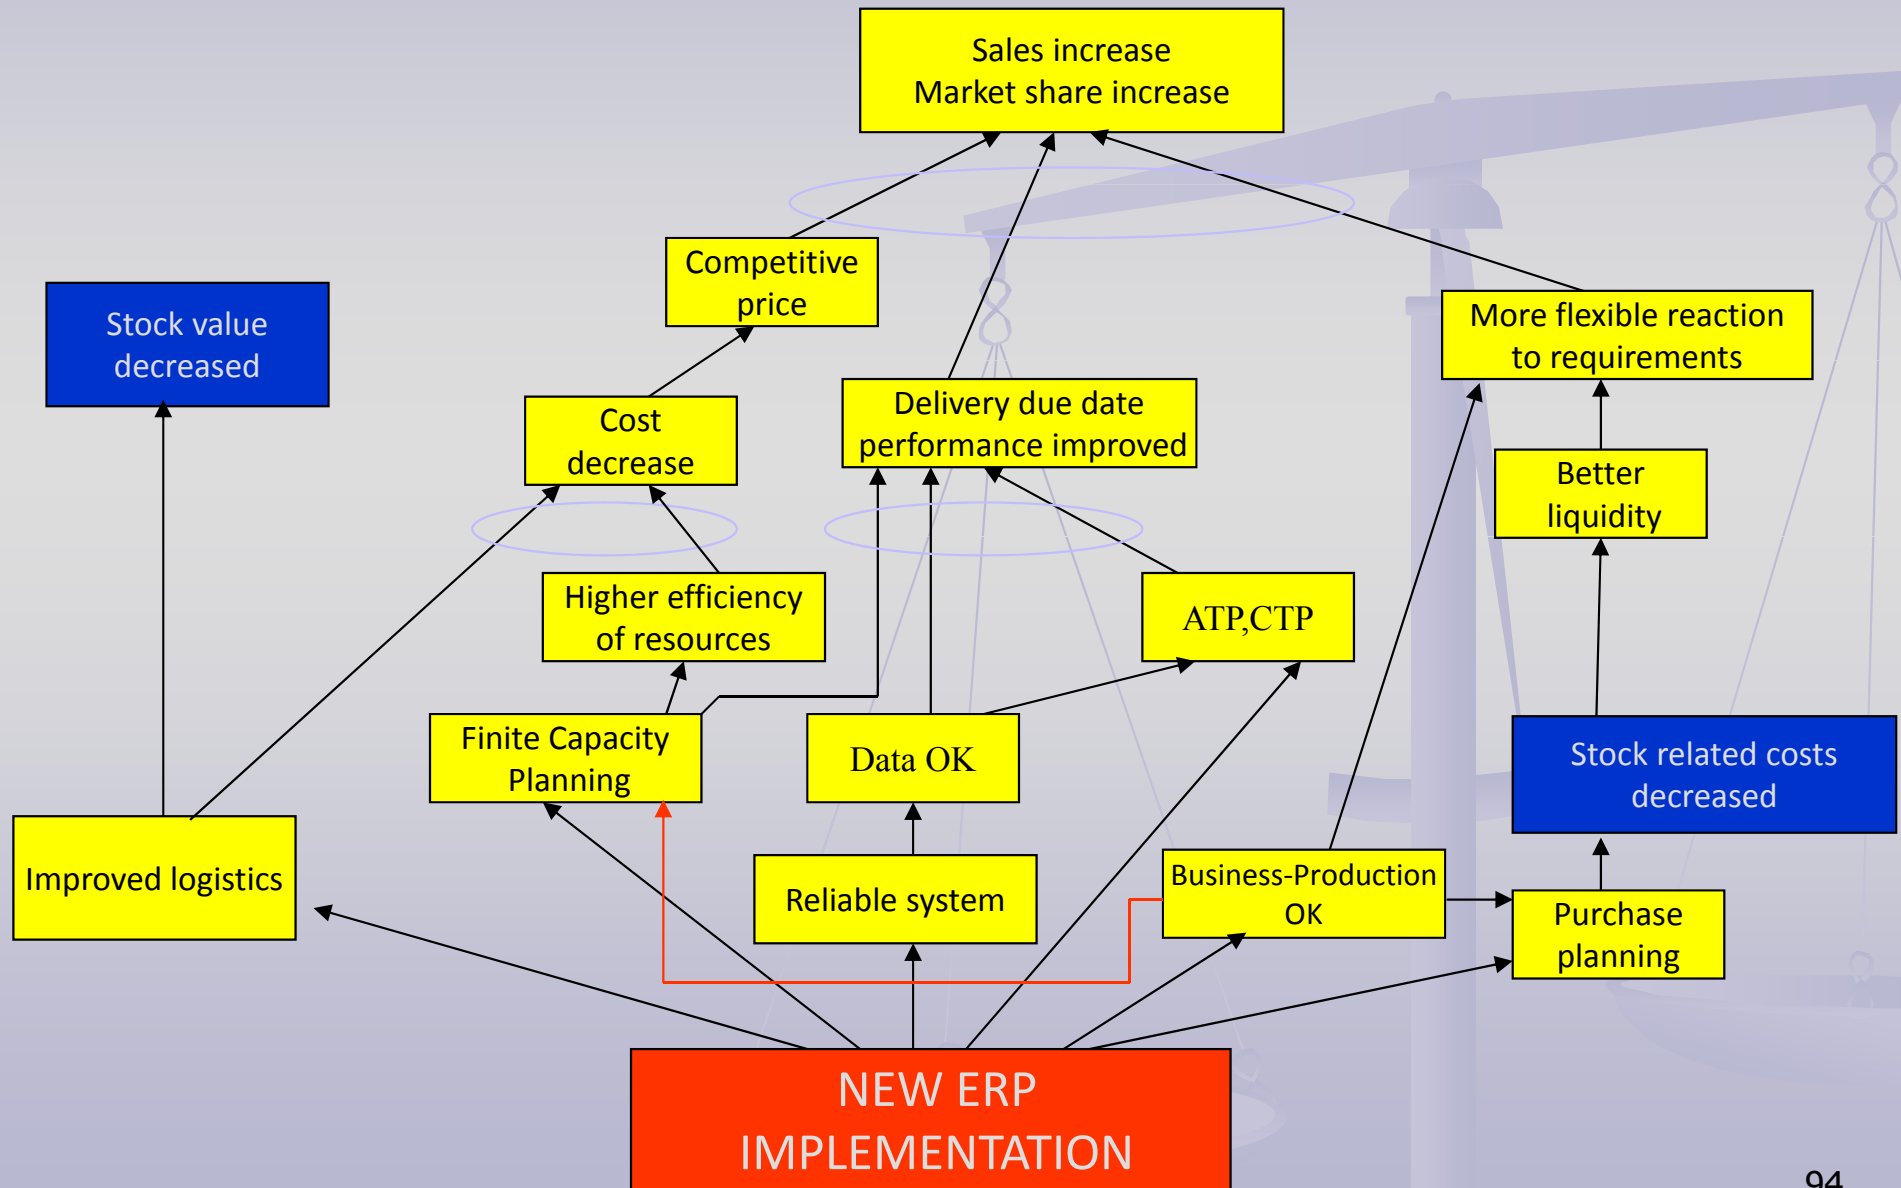 Sales increase
Market share increase
Competitive
price
Stock value
decreased
More flexible reaction
to requirements
Cost
decrease
Delivery due date
performance improved
Better
liquidity
Higher efficiency
of resources
ATP,CTP
Finite Capacity
Planning
Data OK
Stock related costs
decreased
Improved logistics
Reliable system
Business-Production
OK
Purchase
planning
NEW ERP
IMPLEMENTATION
94